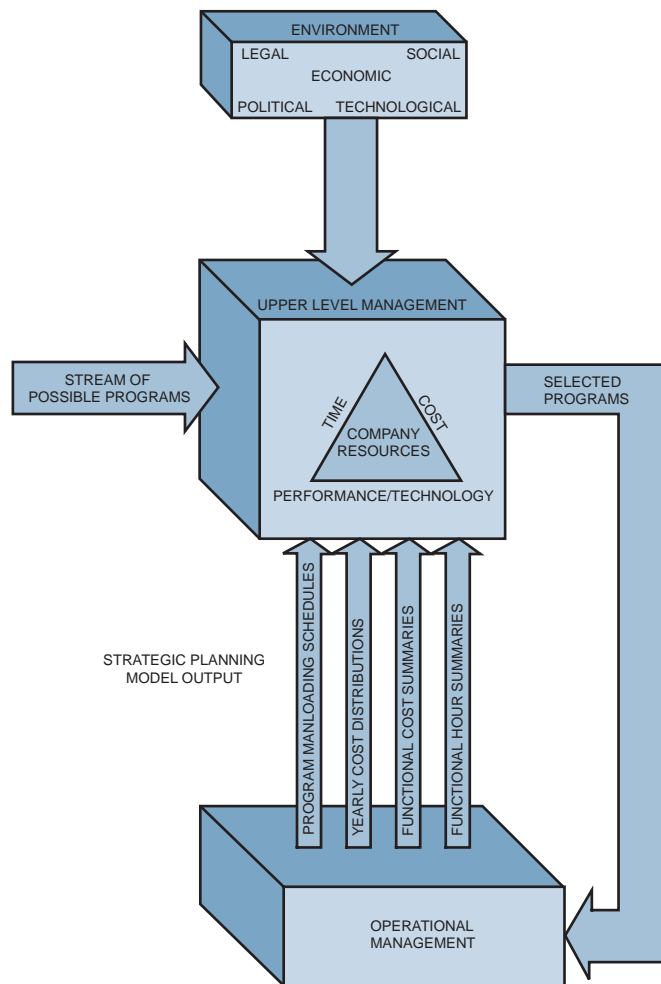 ENVIRONMENT
LEGAL SOCIAL
ECONOMIC
POLITICAL TECHNOLOGICAL
UPPER LEVEL MANAGEMENT
STREAM OF
POSSIBLE PROGRAMS
TIME
COST
COMPANY
RESOURCES
PERFORMANCE/TECHNOLOGY
SELECTED
PROGRAMS
STRATEGIC PLANNING
MODEL OUTPUT
PROGRAM MANLOADING SCHEDULES
YEARLY COST DISTRIBUTIONS
FUNCTIONAL COST SUMMARIES
FUNCTIONAL HOUR SUMMARIES
OPERATIONAL
MANAGEMENT